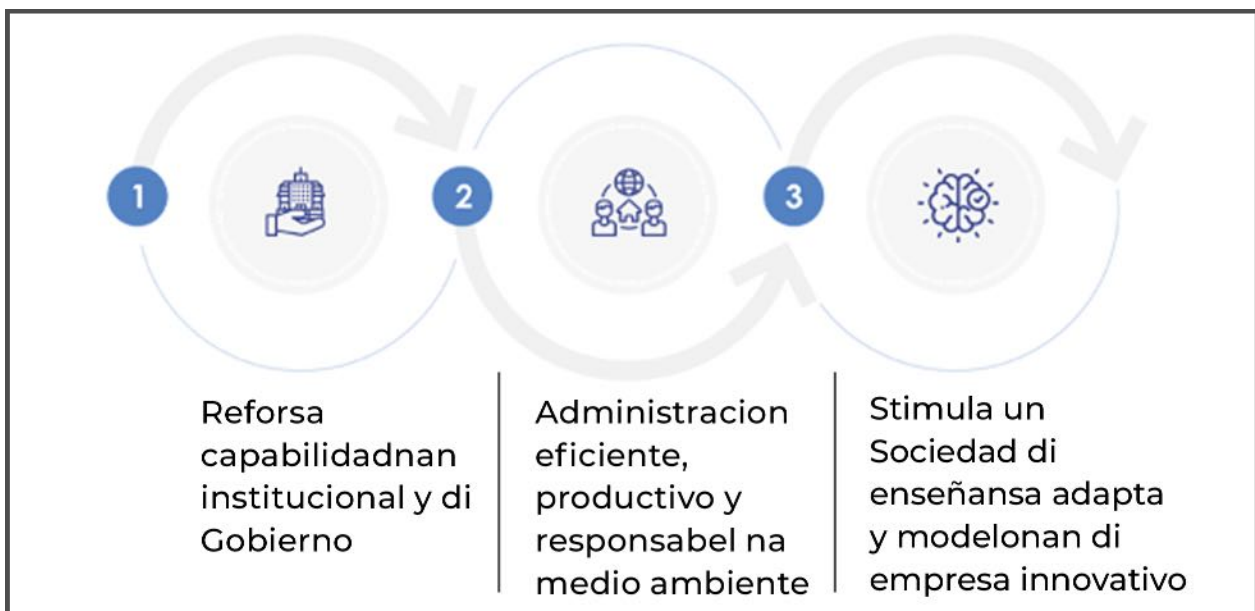 1
2
3
Reforsa
capabilidadnan
institucional y di
Gobierno
Administracion
eficiente,
productivo y
responsabel na
medio ambiente
Stimula un
Sociedad di
enseñansa adapta
y modelonan di
empresa innovativo